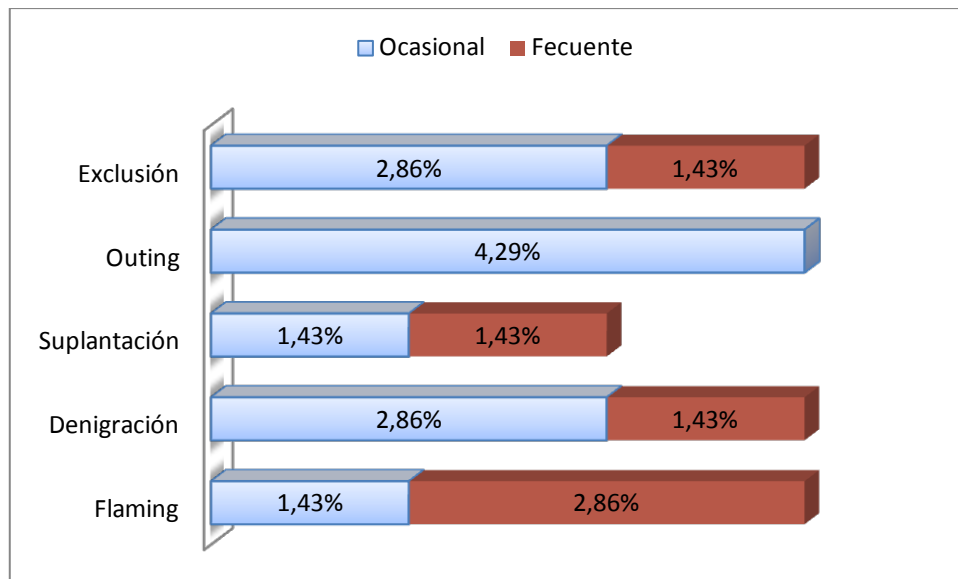 Ocasional Fecuente
Exclusión 2,86% 1,43%
Outing 4,29%
Suplantación 1,43% 1,43%
Denigración 2,86% 1,43%
Flaming 1,43% 2,86%